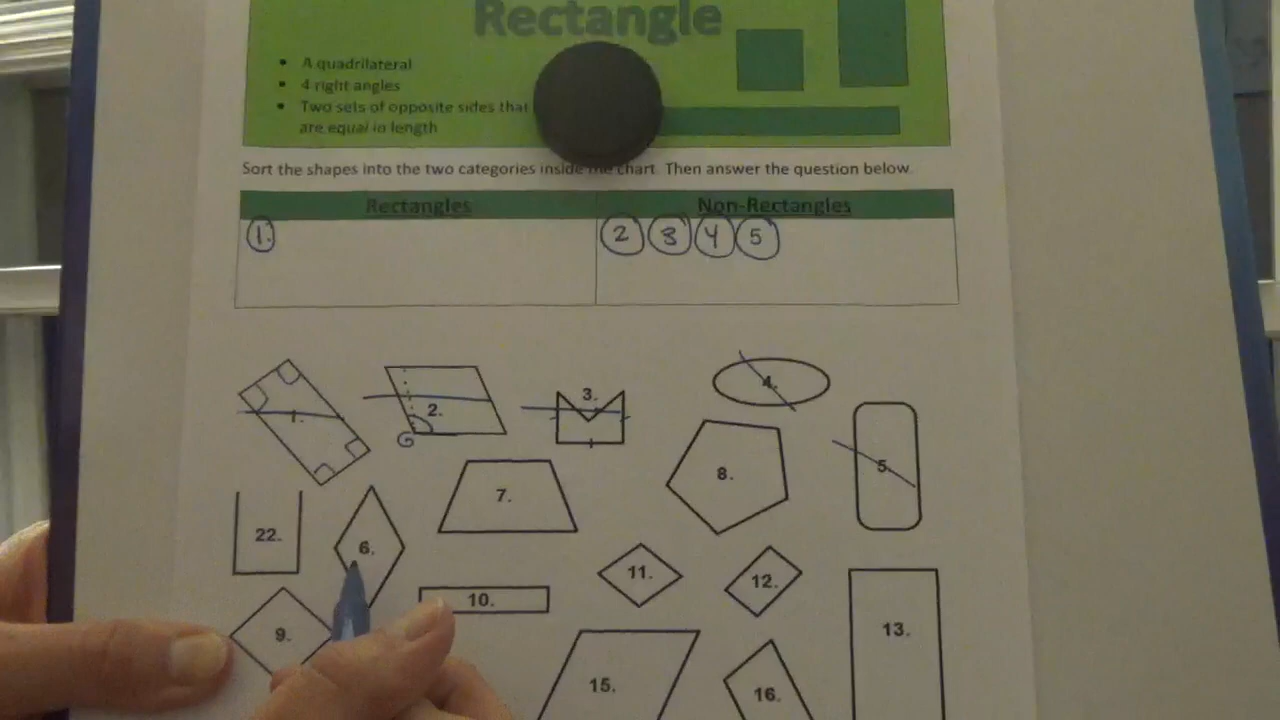 Rectangle
• A quadrilateral
• 4 right angles
• Two sets of opposite sides that
are equal in length
Sort the shapes into the two categories inside the chart. Then answer the question below.
Rectangles Non-Rectangles
1. 2 3 4 5
1. 2. 3. 4.
5.
7. 8.
22. 6.
11. 12.
10.
9. 13.
15. 16.